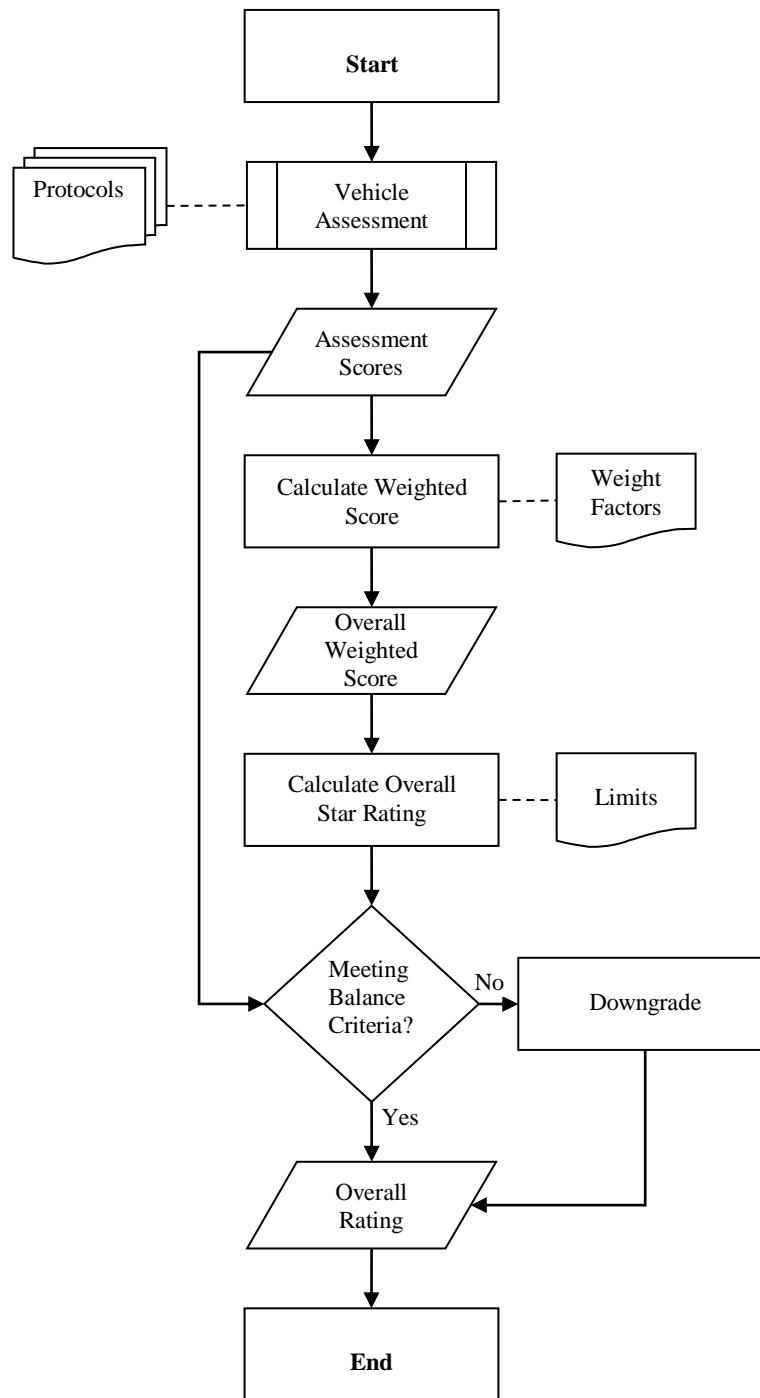 Start
Protocols
Vehicle
Assessment
Assessment
Scores
Calculate Weighted
Score
Weight
Factors
Overall
Weighted
Score
Calculate Overall
Star Rating
Limits
Meeting
Balance
Criteria?
No
Downgrade
Yes
Overall
Rating
End